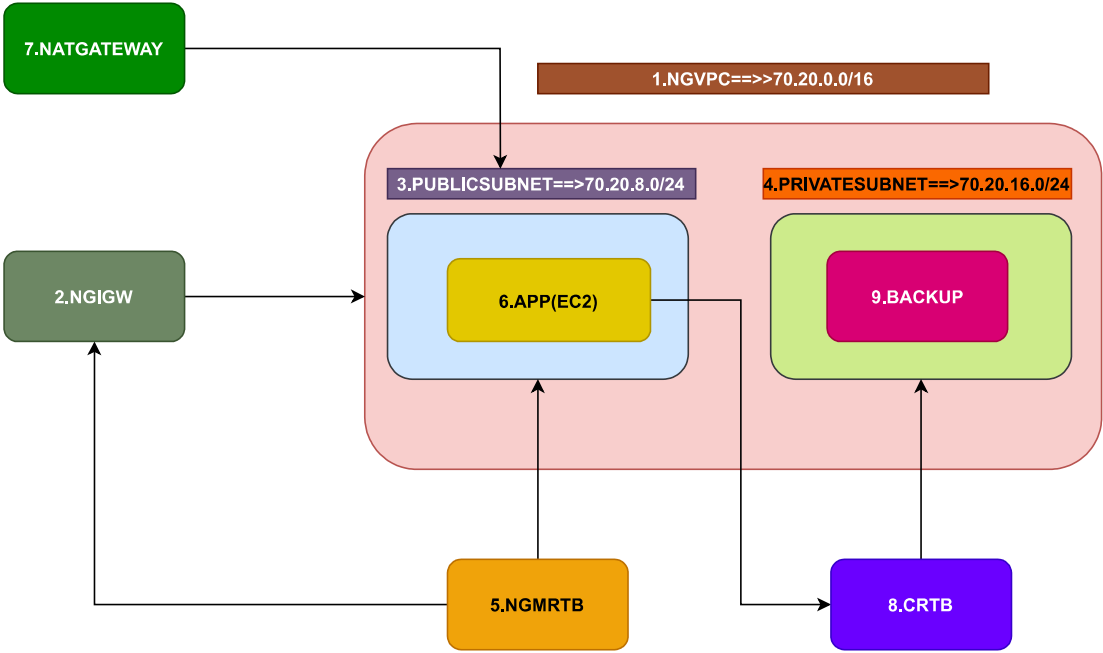 7.NATGATEWAY
1.NGVPC==>>70.20.0.0/16
3.PUBLICSUBNET==>70.20.8.0/24
4.PRIVATESUBNET==>70.20.16.0/24
2.NGIGW
6.APP(EC2)
9.BACKUP
5.NGMRTB
8.CRTB